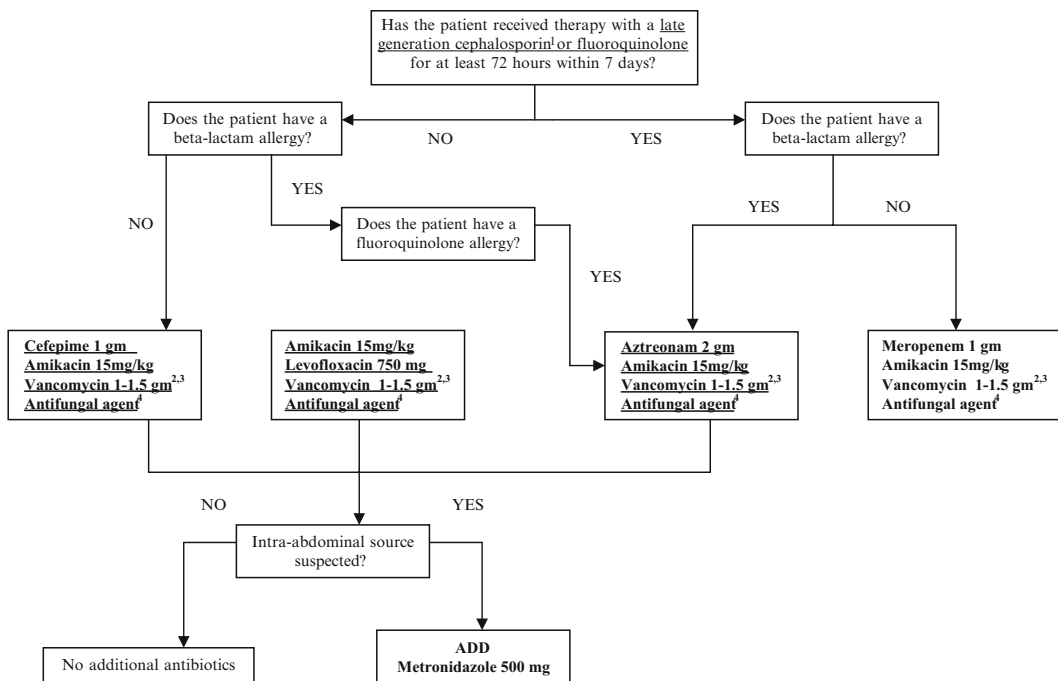 Has the patient received therapy with a late
generation cephalosporin¹ or fluoroquinolone
for at least 72 hours within 7 days?
Does the patient have a
beta-lactam allergy?
NO
YES
Does the patient have a
beta-lactam allergy?
YES
NO
Does the patient have a
fluoroquinolone allergy?
YES
NO
YES
Cefepime 1 gm
Amikacin 15mg/kg
Vancomycin 1-1.5 gm²,³
Antifungal agent⁴
Amikacin 15mg/kg
Levofloxacin 750 mg
Vancomycin 1-1.5 gm²,³
Antifungal agent⁴
Aztreonam 2 gm
Amikacin 15mg/kg
Vancomycin 1-1.5 gm²,³
Antifungal agent⁴
Meropenem 1 gm
Amikacin 15mg/kg
Vancomycin 1-1.5 gm²,³
Antifungal agent⁴
NO
YES
Intra-abdominal source
suspected?
No additional antibiotics
ADD
Metronidazole 500 mg